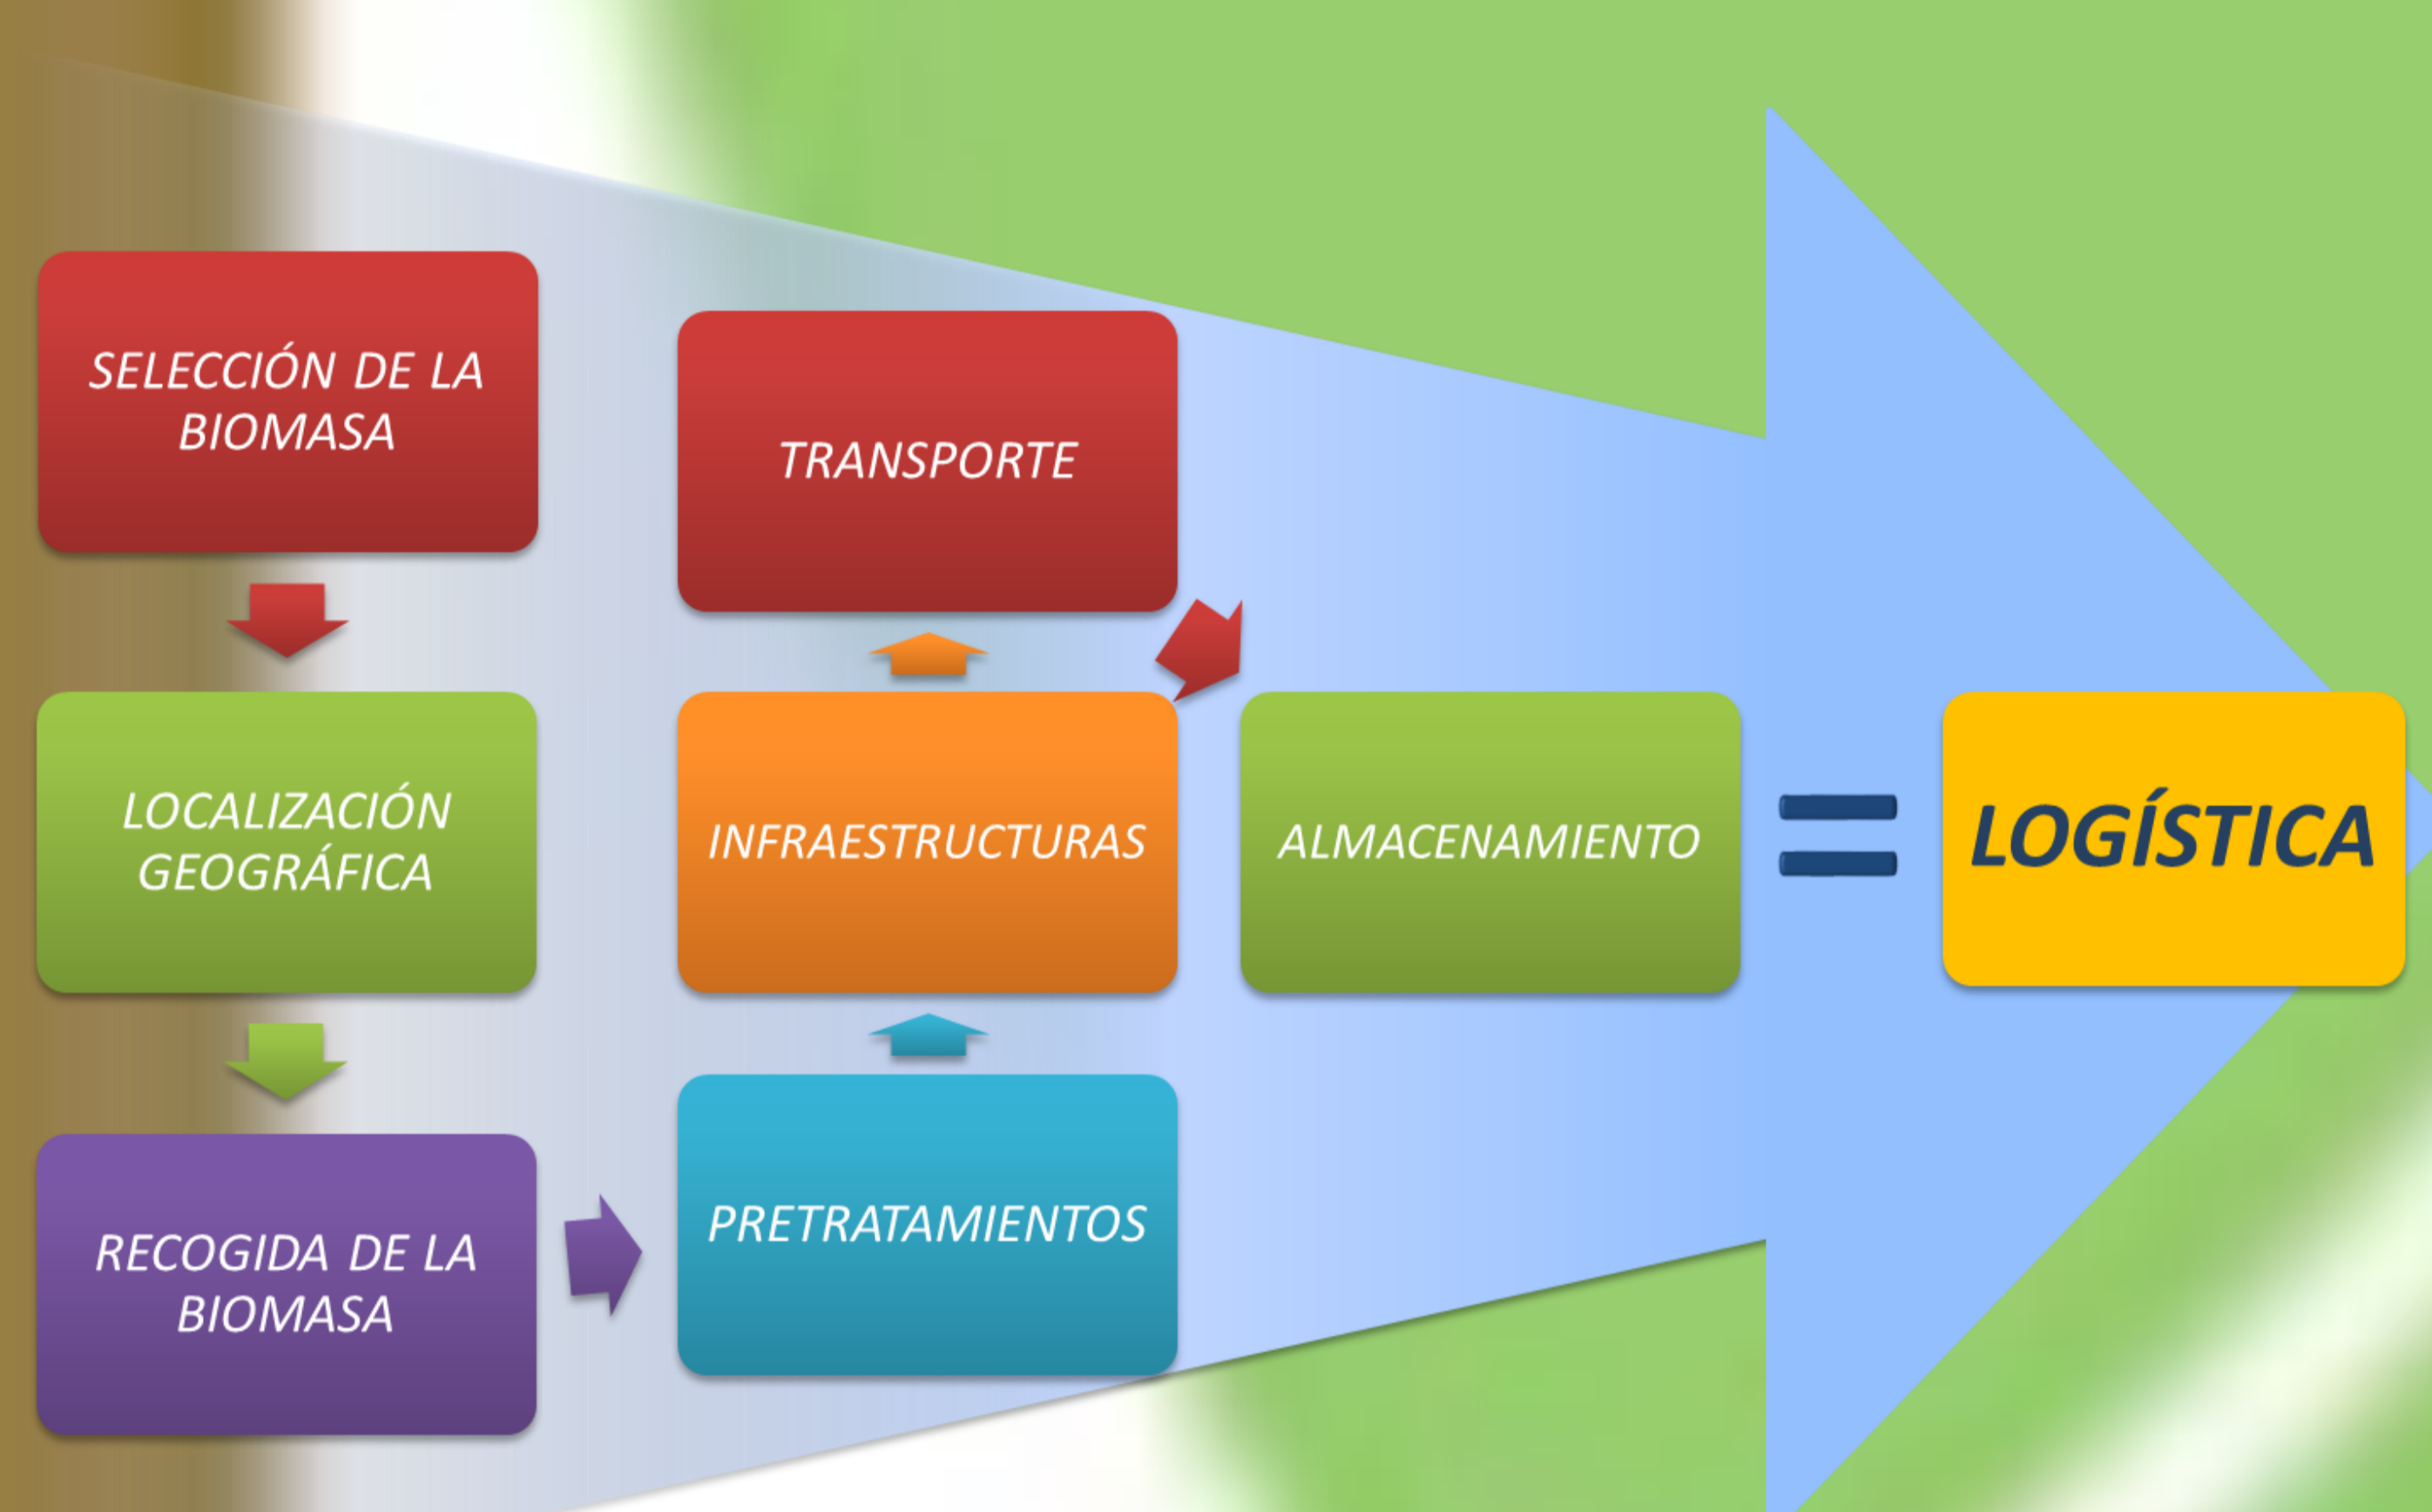 SELECCIÓN DE LA
BIOMASA
LOCALIZACIÓN
GEOGRÁFICA
RECOGIDA DE LA
BIOMASA
PRETRATAMIENTOS
INFRAESTRUCTURAS
TRANSPORTE
ALMACENAMIENTO
=
LOGÍSTICA